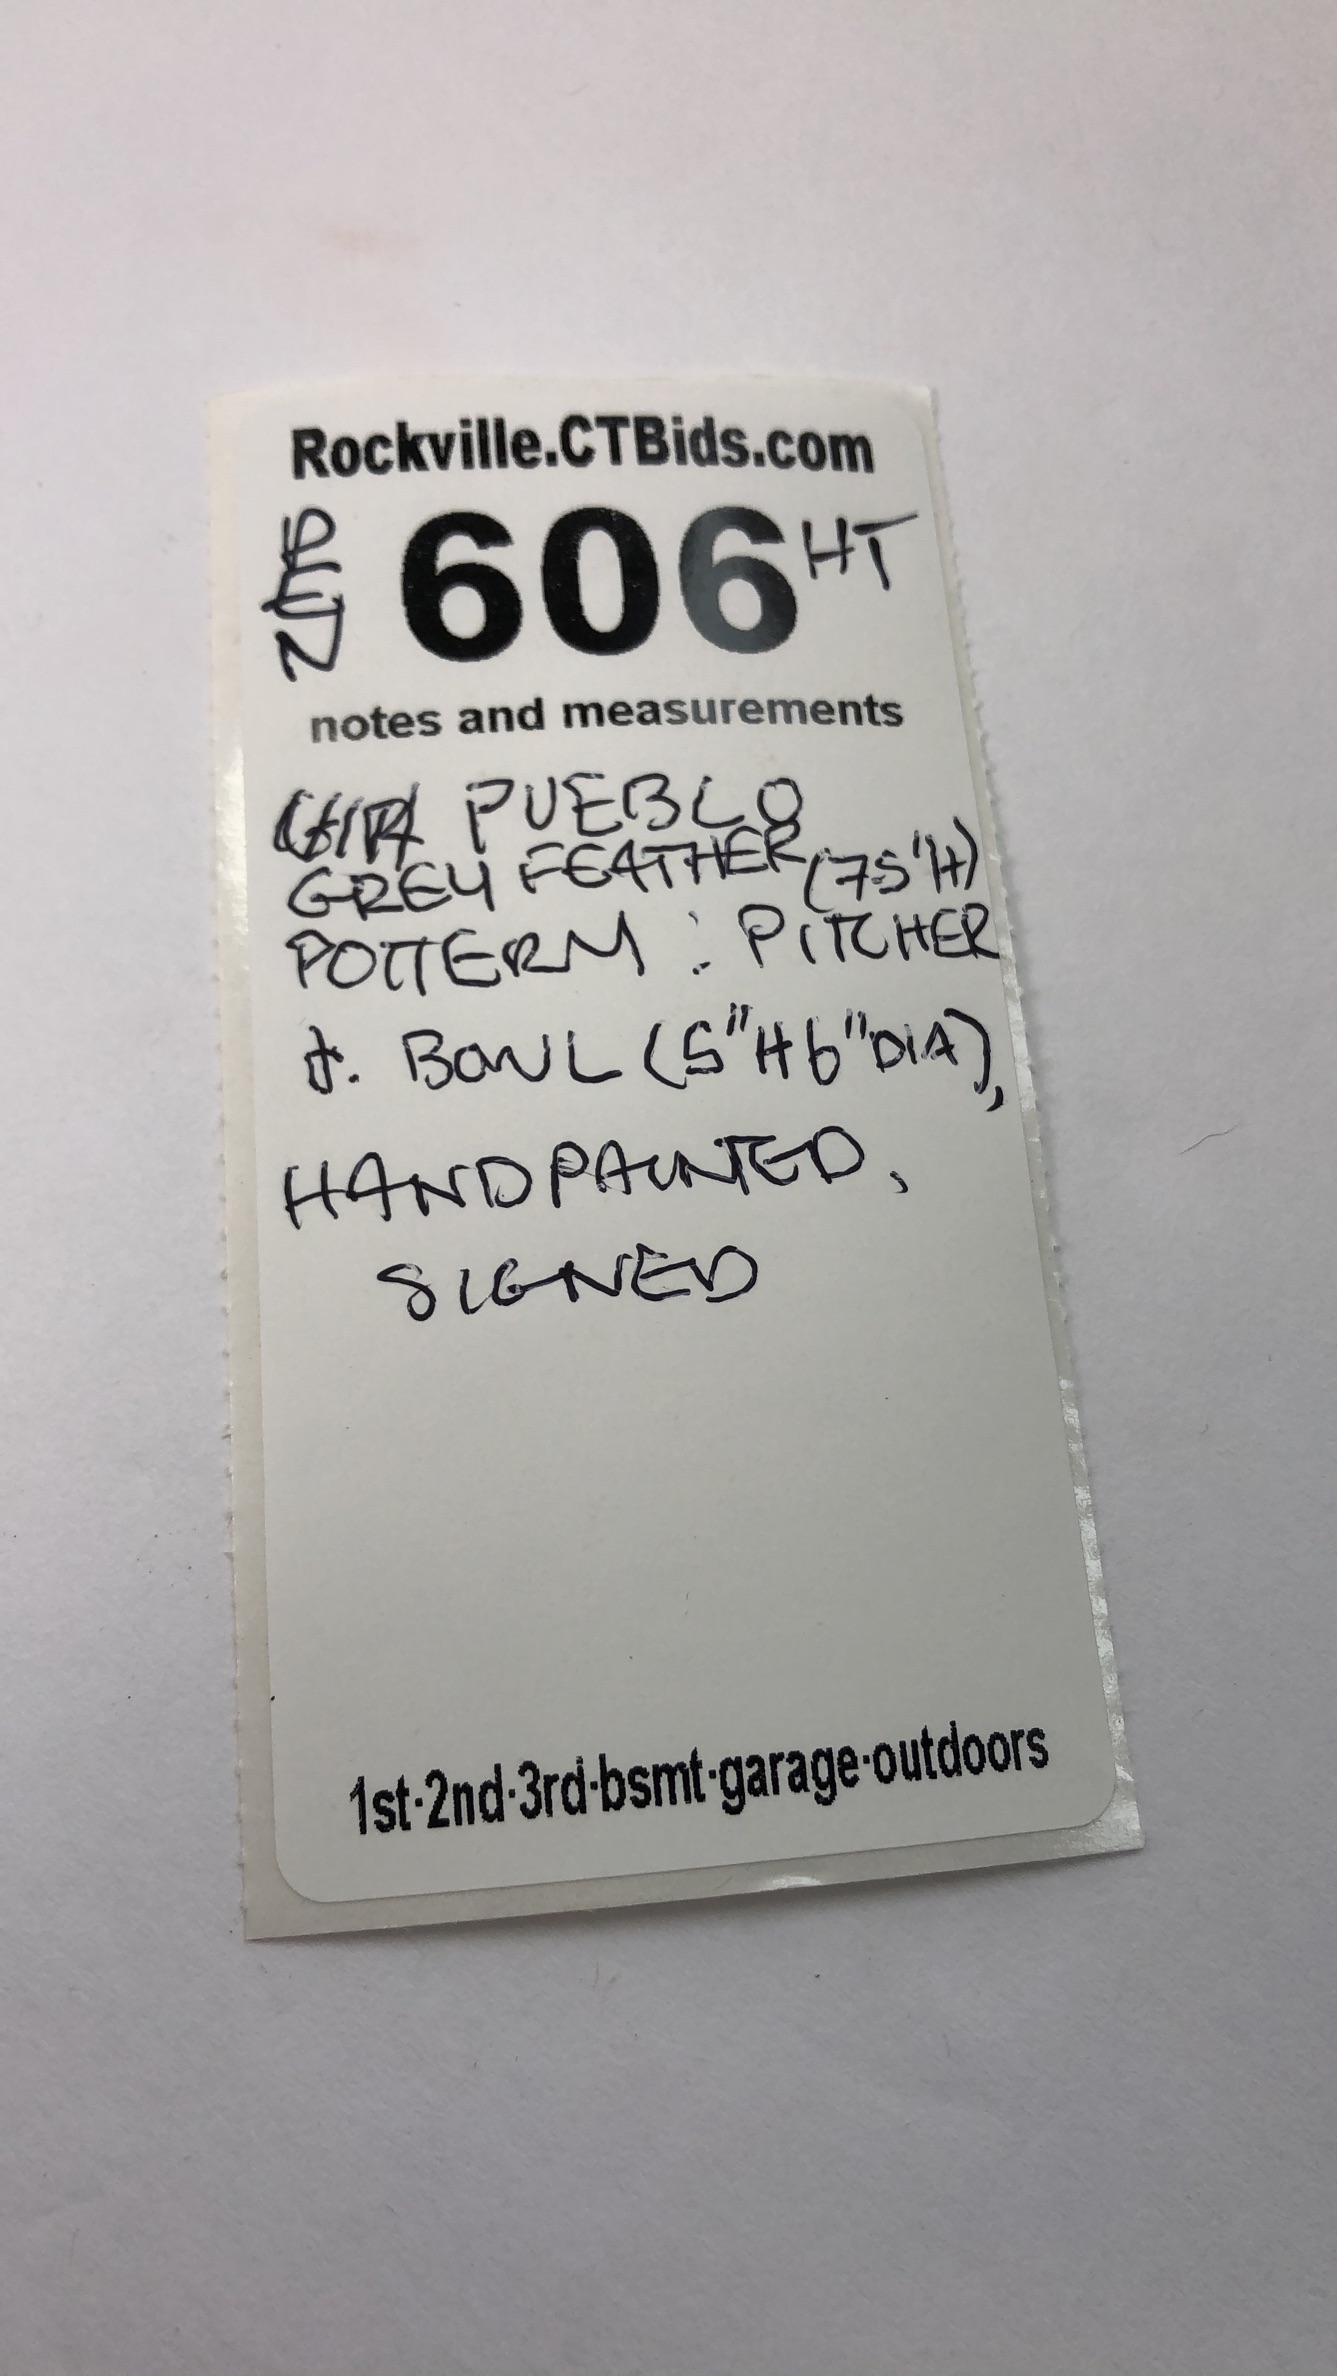 Rockville.CTBids.com
PEN 606 HT
notes and measurements
PUEBLO
GREY FEATHER (7.5"H)
POTTERY : PITCHER
&. BOWL (5"H 6"DIA),
HANDPAINTED,
SIGNED
1st·2nd·3rd·bsmt·garage·outdoors